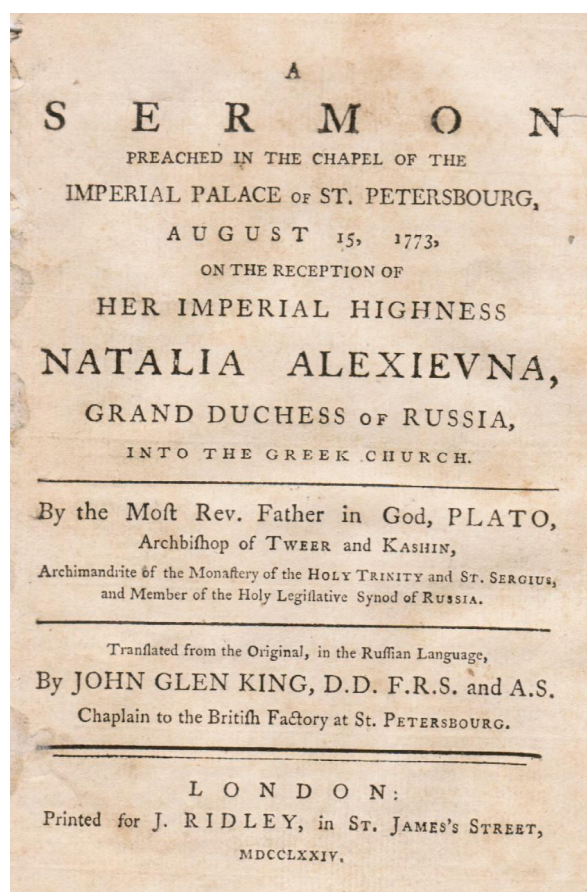 A
SERMON
PREACHED IN THE CHAPEL OF THE
IMPERIAL PALACE OF ST. PETERSBOURG,
AUGUST 15, 1773,
ON THE RECEPTION OF
HER IMPERIAL HIGHNESS
NATALIA ALEXIEVNA,
GRAND DUCHESS OF RUSSIA,
INTO THE GREEK CHURCH.
By the Moſt Rev. Father in God, PLATO,
Archbiſhop of TWEER and KASHIN,
Archimandrite of the Monaſtery of the HOLY TRINITY and ST. SERGIUS,
and Member of the Holy Legiſlative Synod of RUSSIA.
Tranſlated from the Original, in the Ruſſian Language,
By JOHN GLEN KING, D.D. F.R.S. and A.S.
Chaplain to the Britiſh Factory at St. PETERSBOURG.
LONDON:
Printed for J. RIDLEY, in ST. JAMES'S STREET,
MDCCLXXIV.